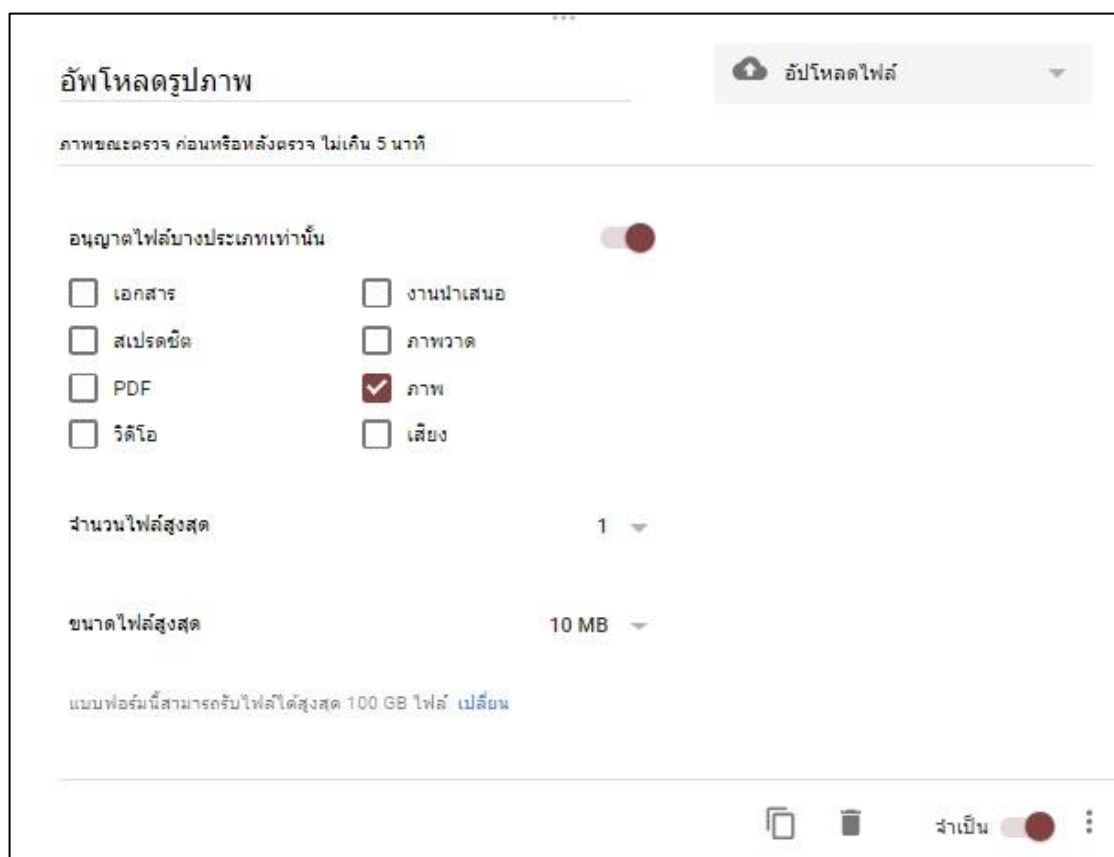 อัพโหลดรูปภาพ
อัปโหลดไฟล์
ภาพขณะตรวจ ก่อนหรือหลังตรวจ ไม่เกิน 5 นาที
อนุญาตไฟล์บางประเภทเท่านั้น
เอกสาร
งานนำเสนอ
สเปรดชีต
ภาพวาด
PDF
ภาพ
วิดีโอ
เสียง
จำนวนไฟล์สูงสุด 1
ขนาดไฟล์สูงสุด 10 MB
แบบฟอร์มนี้สามารถรับไฟล์ได้สูงสุด 100 GB ไฟล์ เปลี่ยน
จำเป็น